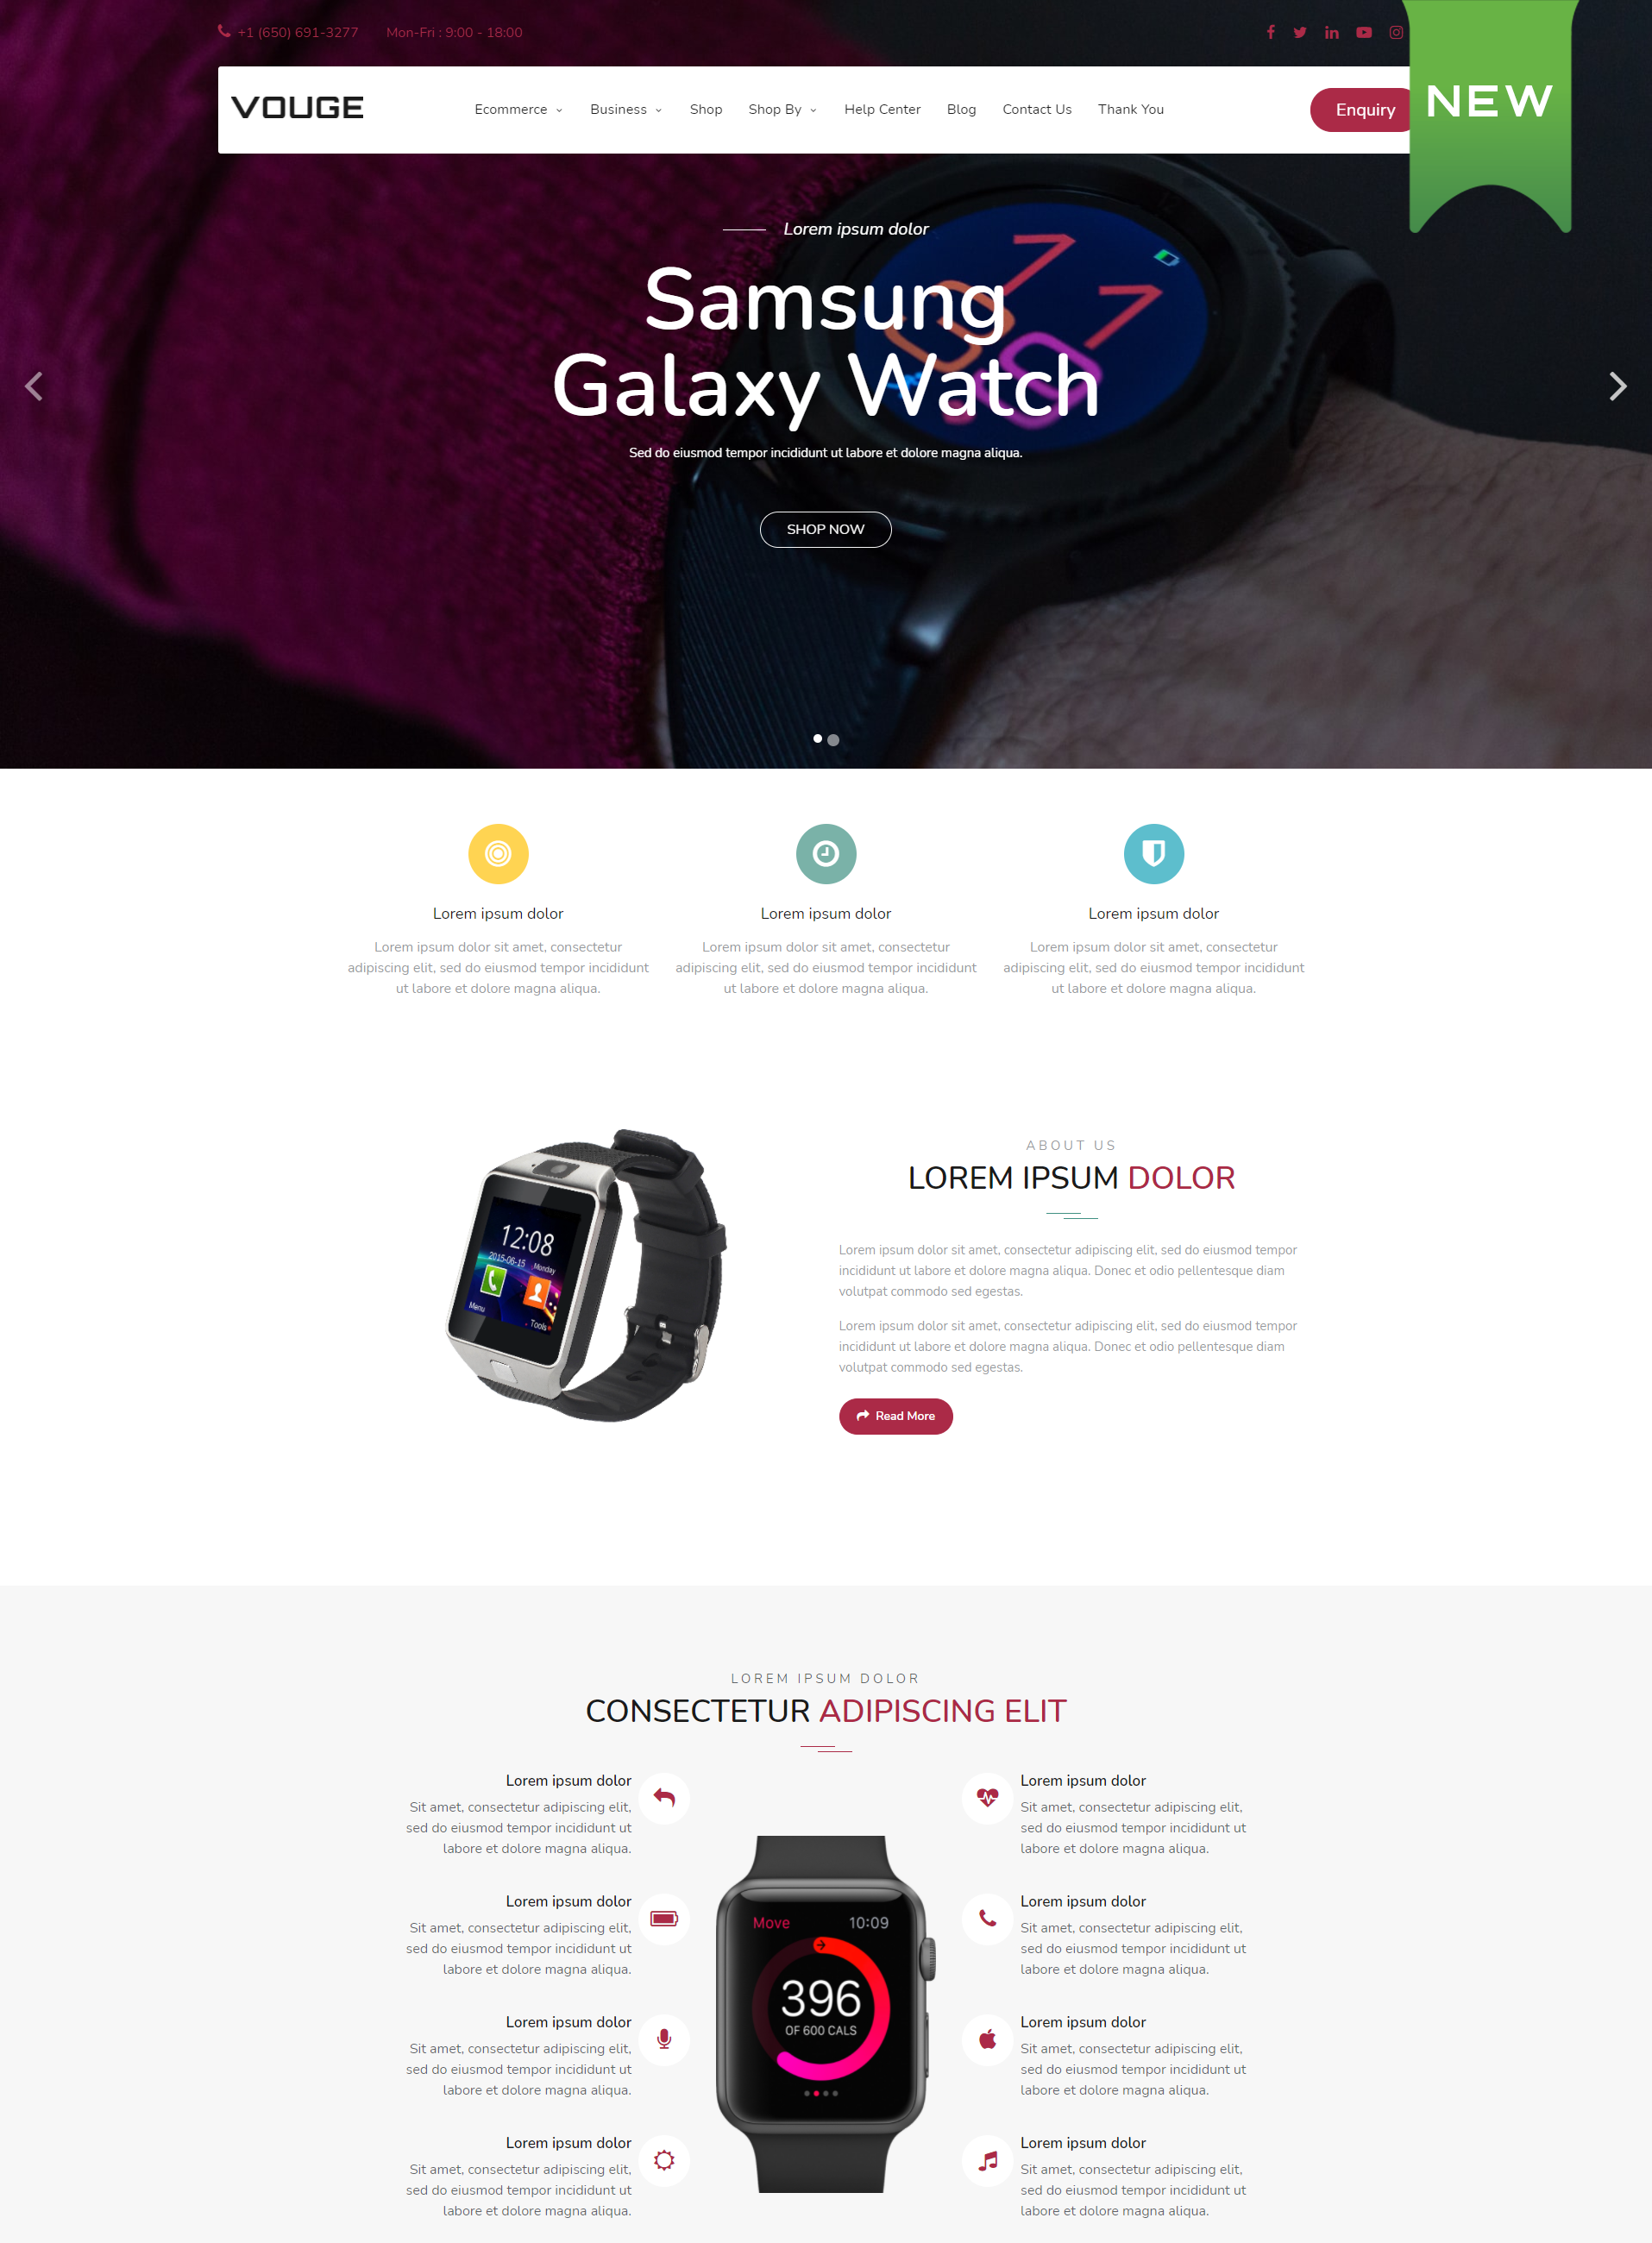 +1 (650) 691-3277 Mon-Fri : 9:00 - 18:00
VOUGE
Ecommerce Business Shop Shop By Help Center Blog Contact Us Thank You
Enquiry
NEW
Lorem ipsum dolor
Samsung
Galaxy Watch
Sed do eiusmod tempor incididunt ut labore et dolore magna aliqua.
SHOP NOW
Lorem ipsum dolor
Lorem ipsum dolor sit amet, consectetur
adipiscing elit, sed do eiusmod tempor incididunt
ut labore et dolore magna aliqua.
Lorem ipsum dolor
Lorem ipsum dolor sit amet, consectetur
adipiscing elit, sed do eiusmod tempor incididunt
ut labore et dolore magna aliqua.
Lorem ipsum dolor
Lorem ipsum dolor sit amet, consectetur
adipiscing elit, sed do eiusmod tempor incididunt
ut labore et dolore magna aliqua.
12:08
2015-06-15 Monday
Menu
Tools
ABOUT US
LOREM IPSUM DOLOR
Lorem ipsum dolor sit amet, consectetur adipiscing elit, sed do eiusmod tempor
incididunt ut labore et dolore magna aliqua. Donec et odio pellentesque diam
volutpat commodo sed egestas.
Lorem ipsum dolor sit amet, consectetur adipiscing elit, sed do eiusmod tempor
incididunt ut labore et dolore magna aliqua. Donec et odio pellentesque diam
volutpat commodo sed egestas.
Read More
LOREM IPSUM DOLOR
CONSECTETUR ADIPISCING ELIT
Lorem ipsum dolor
Sit amet, consectetur adipiscing elit,
sed do eiusmod tempor incididunt ut
labore et dolore magna aliqua.
Lorem ipsum dolor
Sit amet, consectetur adipiscing elit,
sed do eiusmod tempor incididunt ut
labore et dolore magna aliqua.
Lorem ipsum dolor
Sit amet, consectetur adipiscing elit,
sed do eiusmod tempor incididunt ut
labore et dolore magna aliqua.
Lorem ipsum dolor
Sit amet, consectetur adipiscing elit,
sed do eiusmod tempor incididunt ut
labore et dolore magna aliqua.
Move 10:09
396
OF 600 CALS
Lorem ipsum dolor
Sit amet, consectetur adipiscing elit,
sed do eiusmod tempor incididunt ut
labore et dolore magna aliqua.
Lorem ipsum dolor
Sit amet, consectetur adipiscing elit,
sed do eiusmod tempor incididunt ut
labore et dolore magna aliqua.
Lorem ipsum dolor
Sit amet, consectetur adipiscing elit,
sed do eiusmod tempor incididunt ut
labore et dolore magna aliqua.
Lorem ipsum dolor
Sit amet, consectetur adipiscing elit,
sed do eiusmod tempor incididunt ut
labore et dolore magna aliqua.